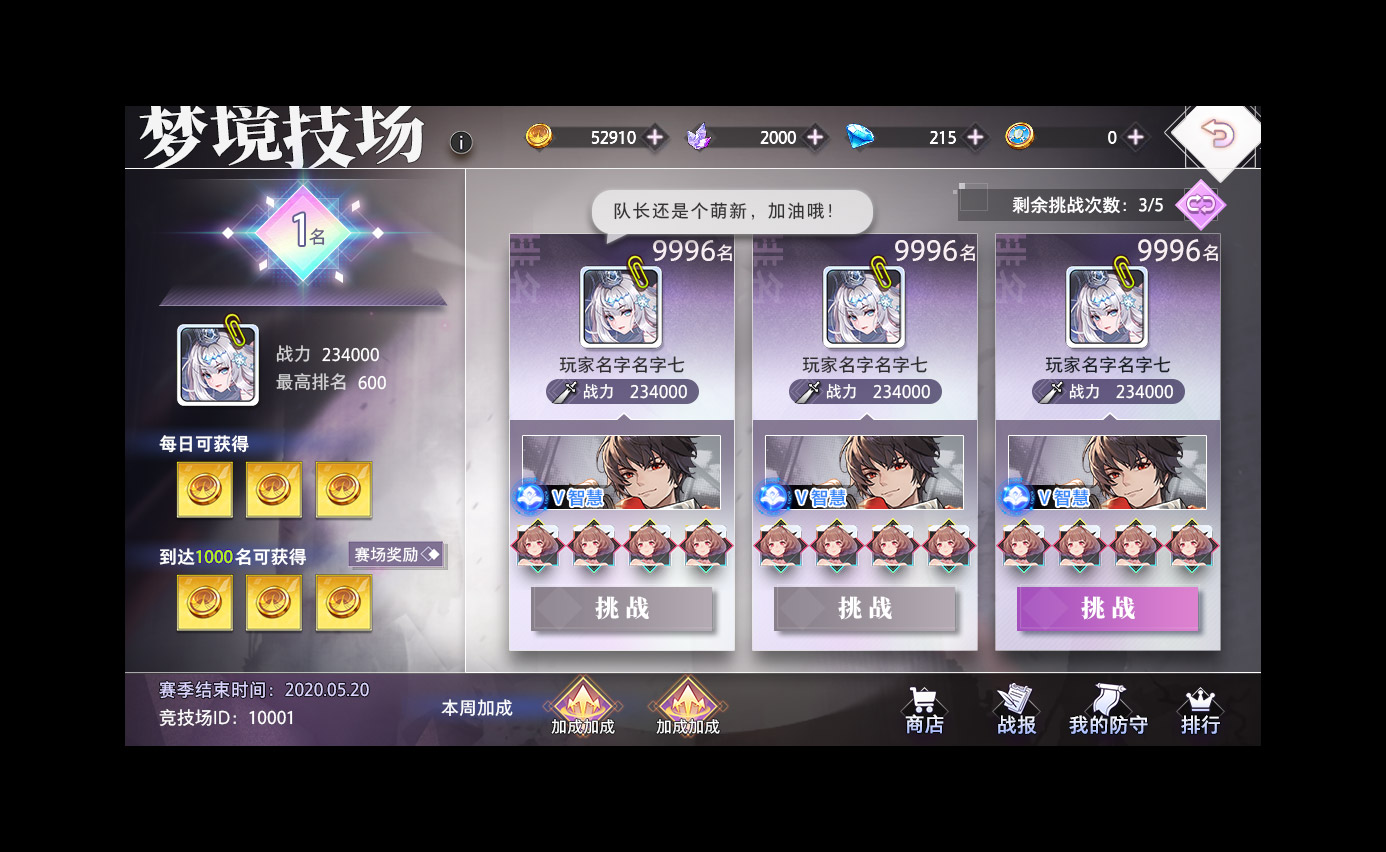 梦境技场
i
52910
2000
215
0
队长还是个萌新，加油哦！
剩余挑战次数：3/5
1名
战力 234000
最高排名 600
每日可获得
到达1000名可获得
赛场奖励
排名
9996名
玩家名字名字七
战力 234000
V智慧
挑战
排名
9996名
玩家名字名字七
战力 234000
V智慧
挑战
排名
9996名
玩家名字名字七
战力 234000
V智慧
挑战
赛季结束时间：2020.05.20
竞技场ID：10001
本周加成
加成加成
加成加成
商店
战报
我的防守
排行